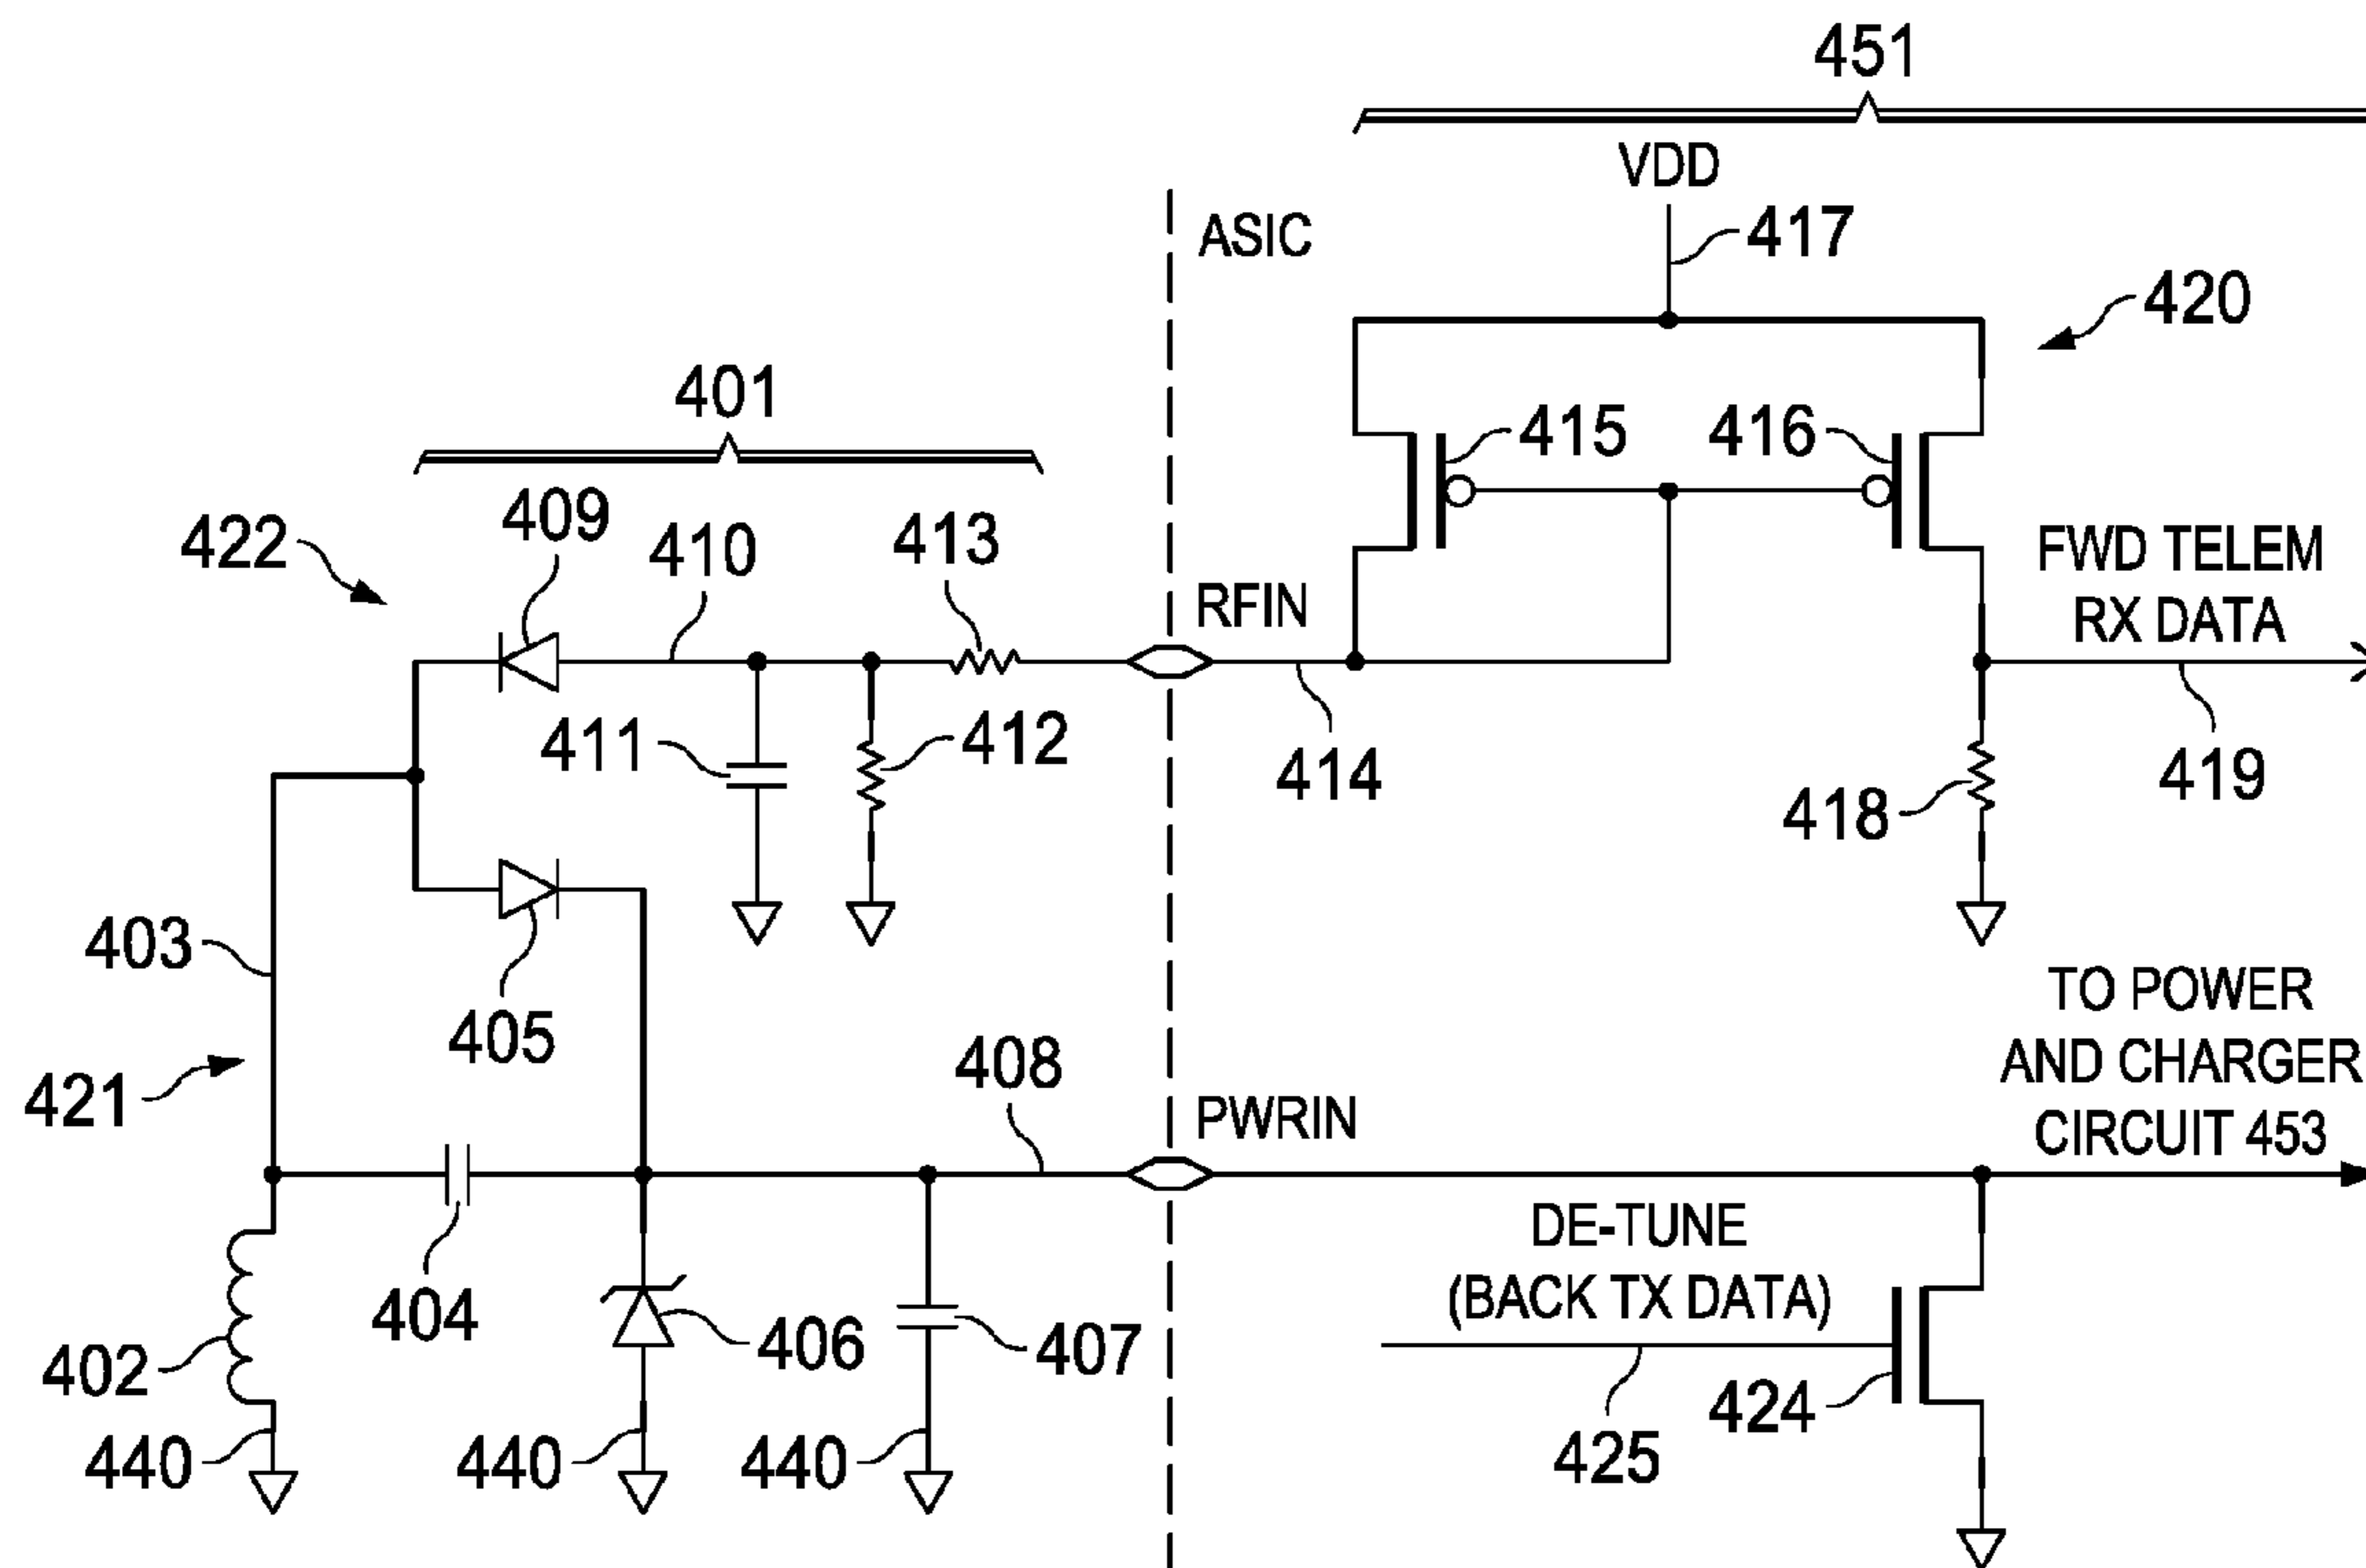 451
VDD
ASIC
417
420
401
415
416
409
422
410
413
RFIN
FWD TELEM
RX DATA
411
412
414
418
419
403
405
421
408
PWRIN
TO POWER
AND CHARGER
CIRCUIT 453
DE-TUNE
(BACK TX DATA)
404
402
406
407
424
425
440
440
440